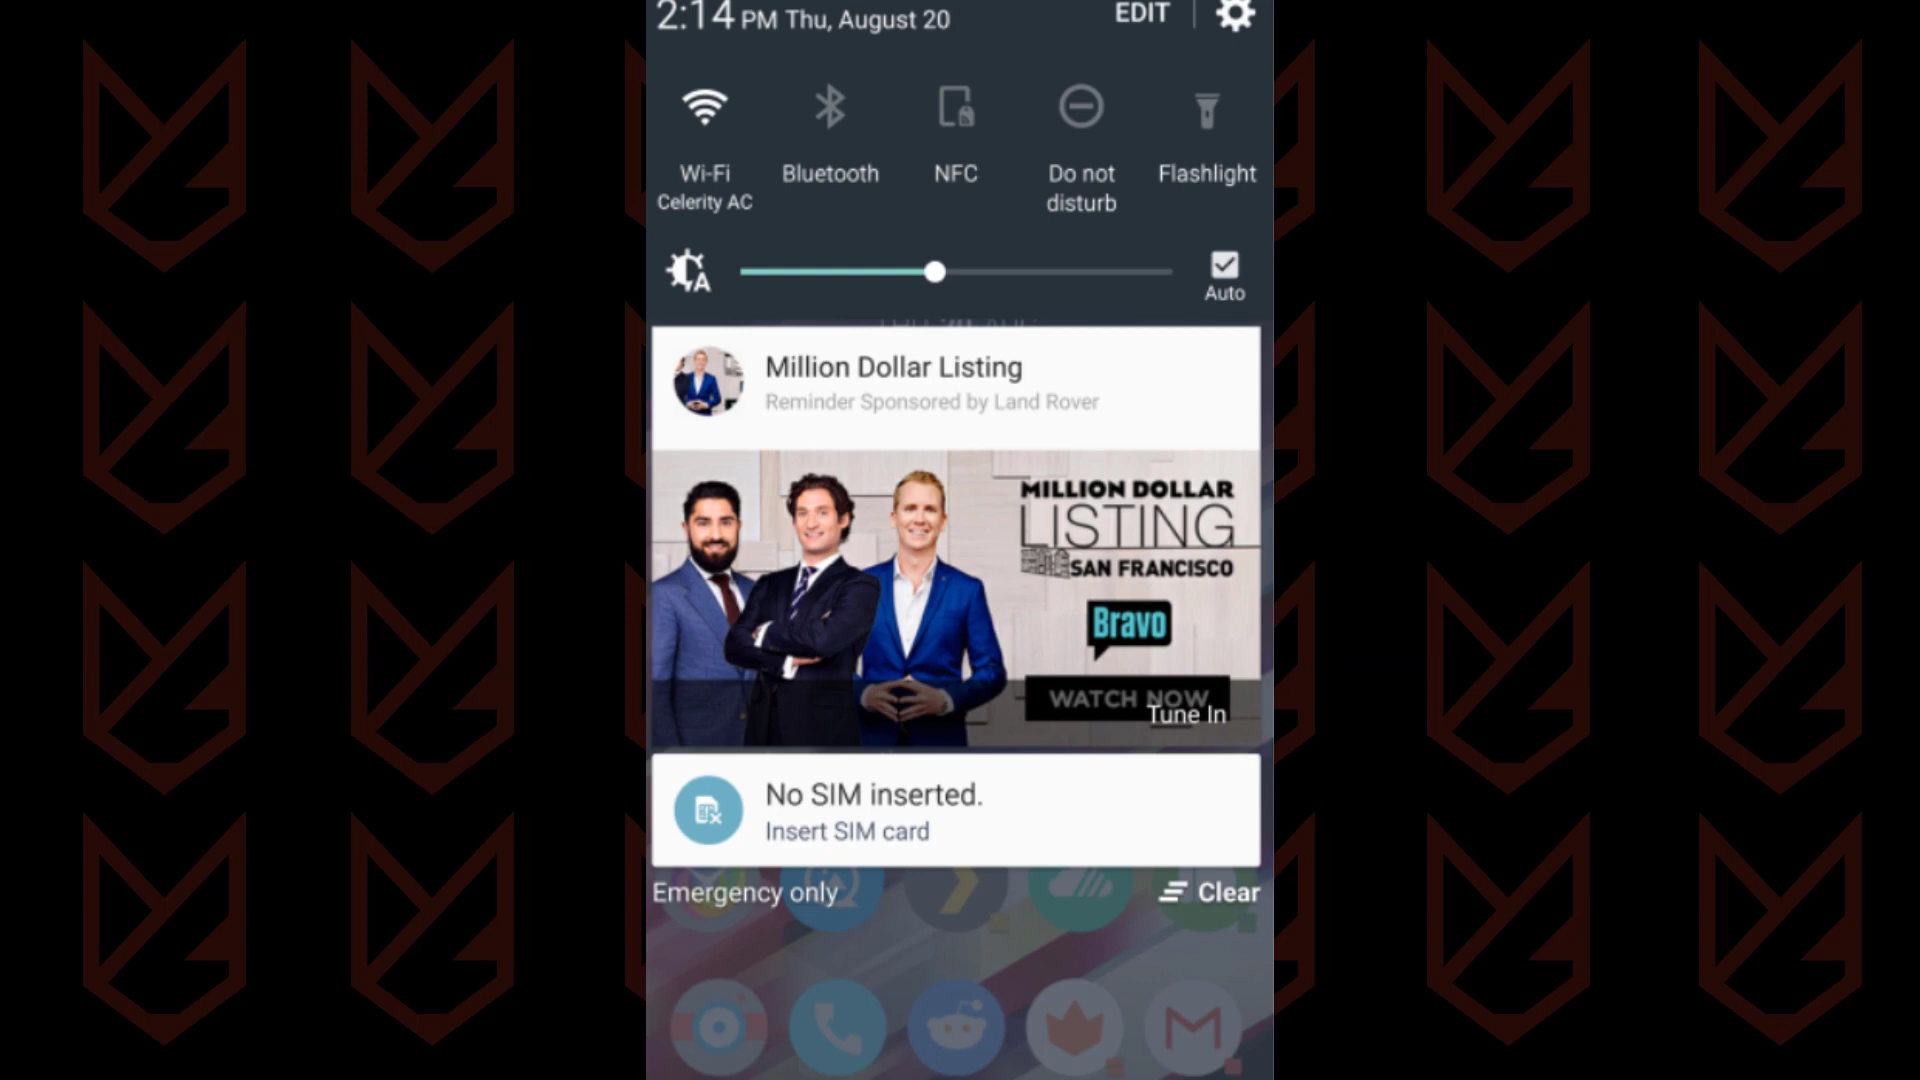 2:14 PM Thu, August 20 EDIT
Wi-Fi Bluetooth NFC Do not disturb Flashlight
Celerity AC
Auto
Million Dollar Listing
Reminder Sponsored by Land Rover
MILLION DOLLAR
LISTING
SAN FRANCISCO
Bravo
WATCH NOW
Tune In
No SIM inserted.
Insert SIM card
Emergency only Clear